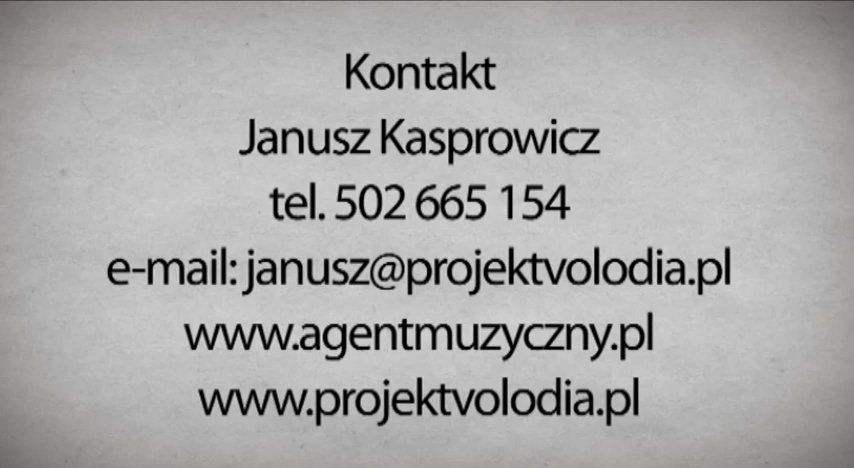 Kontakt
Janusz Kasprowicz
tel. 502 665 154
e-mail: janusz@projektvolodia.pl
www.agentmuzyczny.pl
www.projektvolodia.pl